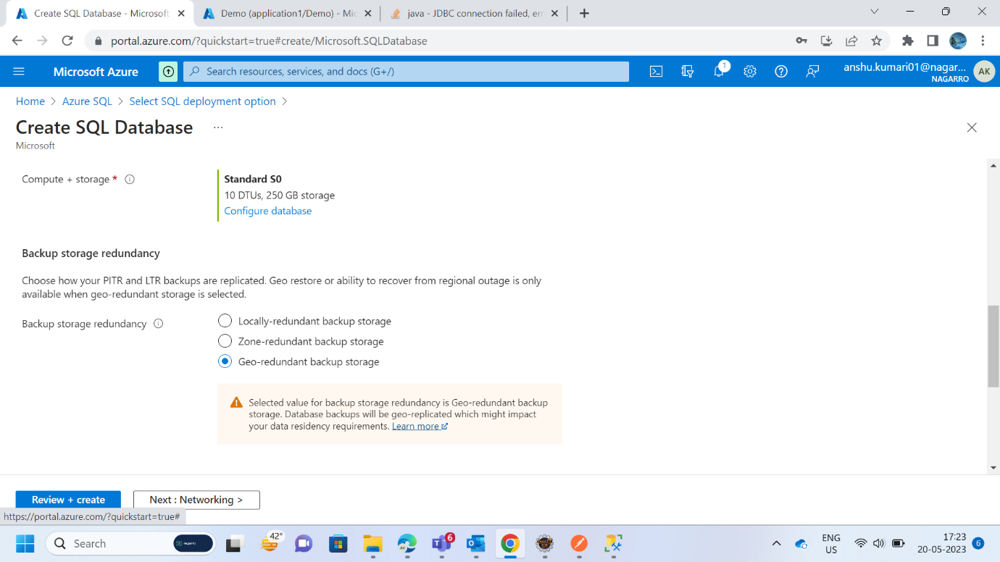 Create SQL Database - Microsoft
Demo (application1/Demo) - Mic
java - JDBC connection failed, err
portal.azure.com/?quickstart=true#create/Microsoft.SQLDatabase
Microsoft Azure
Search resources, services, and docs (G+/)
1
anshu.kumari01@nagar...
NAGARRO
AK
Home > Azure SQL > Select SQL deployment option >
Create SQL Database ...
Microsoft
Compute + storage *
Standard S0
10 DTUs, 250 GB storage
Configure database
Backup storage redundancy
Choose how your PITR and LTR backups are replicated. Geo restore or ability to recover from regional outage is only
available when geo-redundant storage is selected.
Backup storage redundancy
Locally-redundant backup storage
Zone-redundant backup storage
Geo-redundant backup storage
Selected value for backup storage redundancy is Geo-redundant backup
storage. Database backups will be geo-replicated which might impact
your data residency requirements. Learn more
Review + create
Next : Networking >
https://portal.azure.com/?quickstart=true#
Search
nagarro
42°
6
ENG
US
17:23
20-05-2023
6